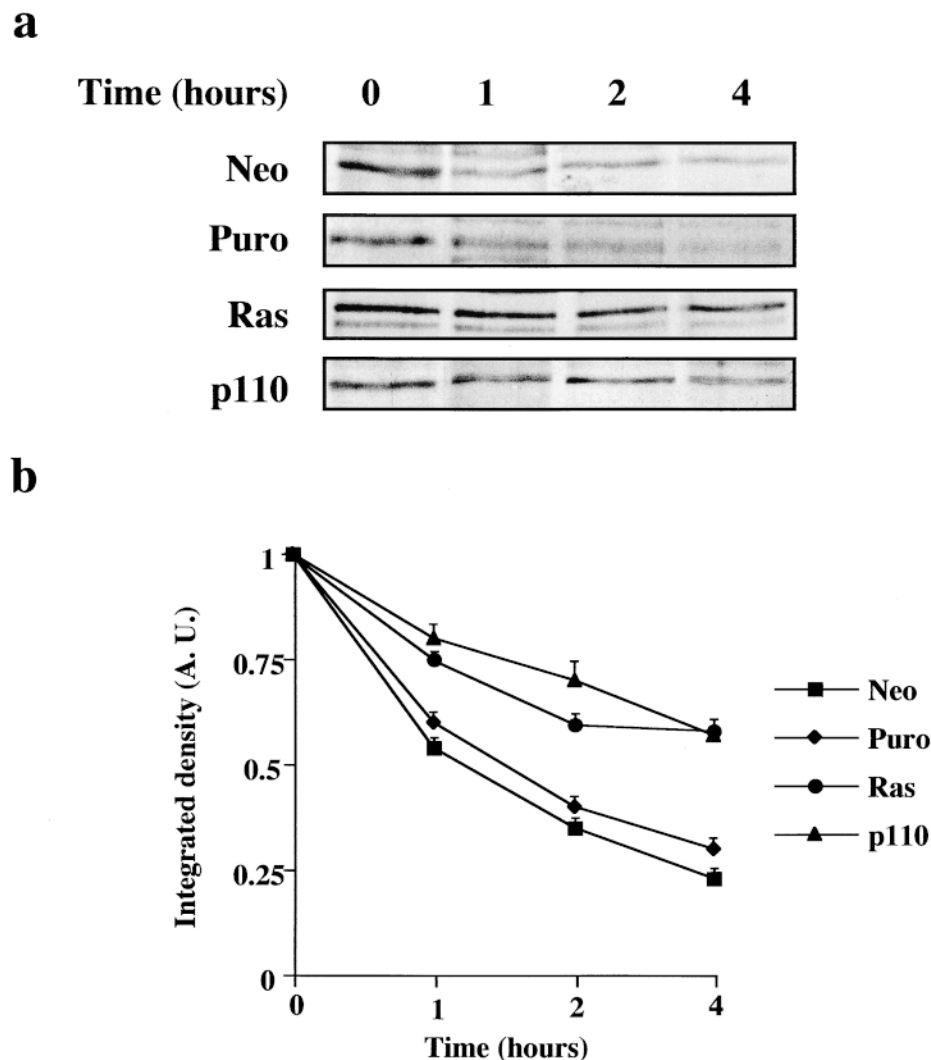 a
Time (hours) 0 1 2 4
Neo
Puro
Ras
p110
b
1
0.75
0.5
0.25
0
Integrated density (A. U.)
0 1 2 4
Time (hours)
Neo
Puro
Ras
p110